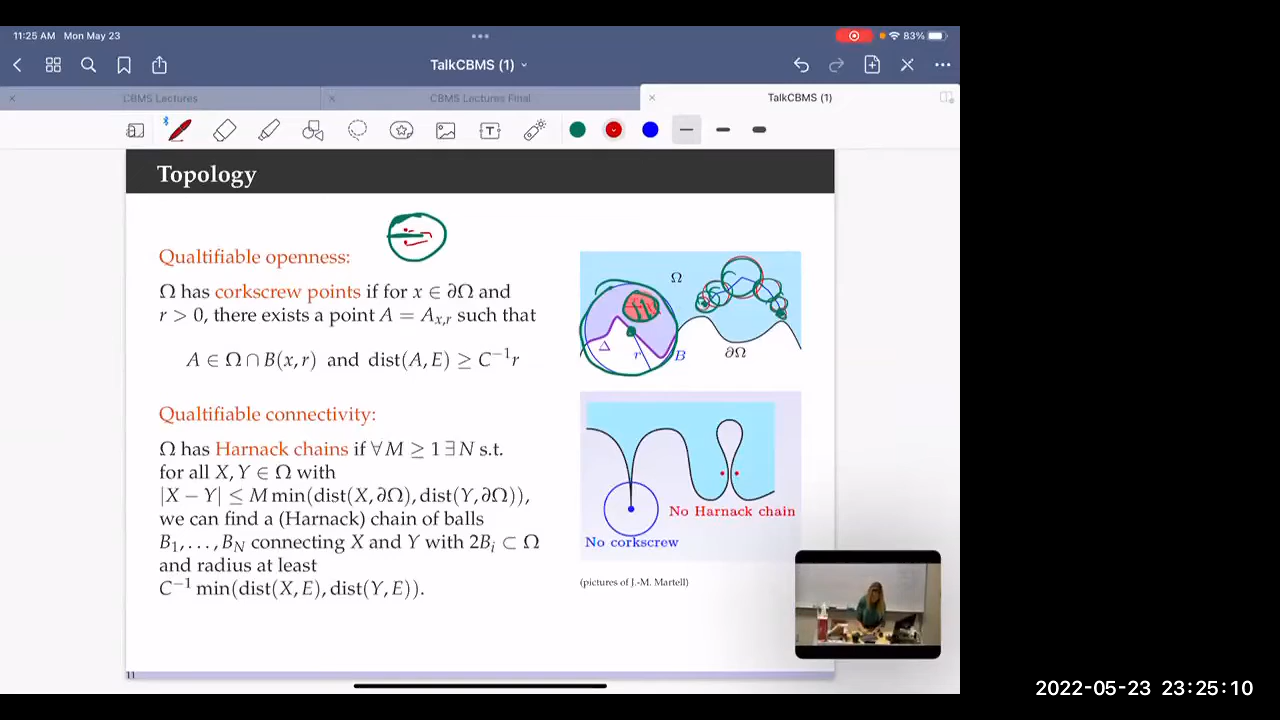 11:25 AM Mon May 23
83%
TalkCBMS (1)
CBMS Lectures
CBMS Lectures Final
TalkCBMS (1)
Topology
Qualtifiable openness:
Ω has corkscrew points if for x ∈ ∂Ω and
r > 0, there exists a point A = A_{x,r} such that
A ∈ Ω ∩ B(x, r) and dist(A, E) ≥ C⁻¹r
Qualtifiable connectivity:
Ω has Harnack chains if ∀M ≥ 1 ∃N s.t.
for all X, Y ∈ Ω with
|X − Y| ≤ M min(dist(X, ∂Ω), dist(Y, ∂Ω)),
we can find a (Harnack) chain of balls
B₁, . . . , B_N connecting X and Y with 2B_i ⊂ Ω
and radius at least
C⁻¹ min(dist(X, E), dist(Y, E)).
Ω
Δ
r
B
∂Ω
No Harnack chain
No corkscrew
(pictures of J.-M. Martell)
11
2022-05-23 23:25:10